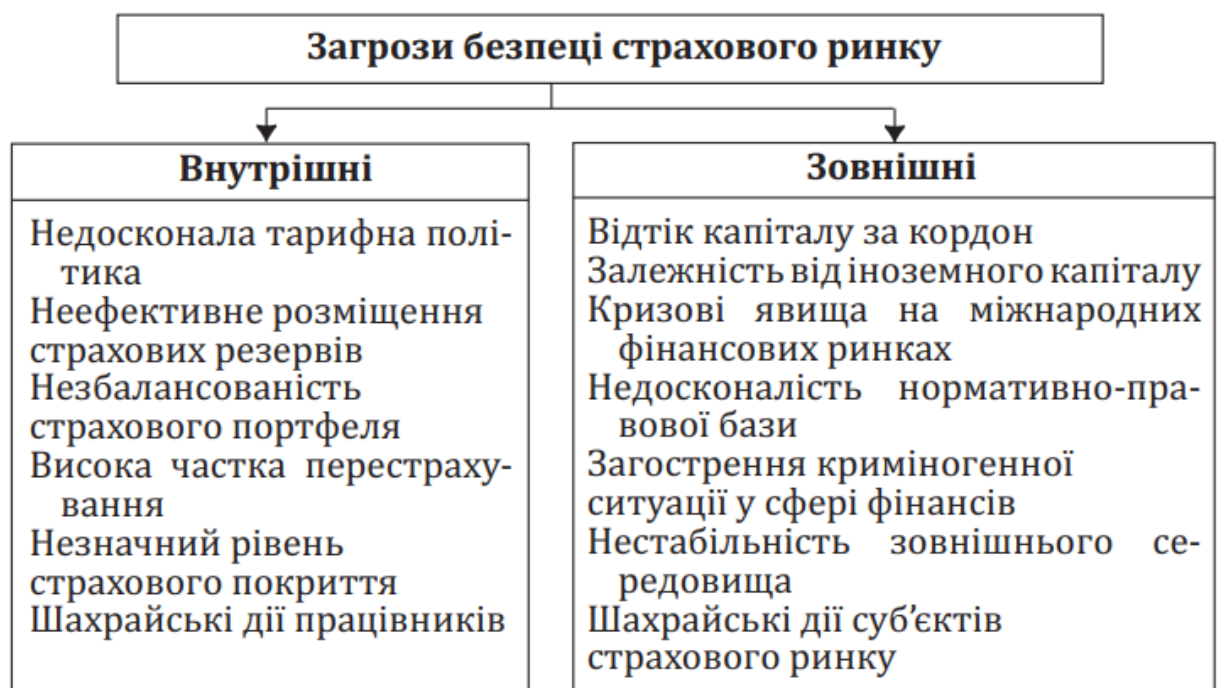 Загрози безпеці страхового ринку
Внутрішні
Недосконала тарифна полі-
тика
Неефективне розміщення
страхових резервів
Незбалансованість
страхового портфеля
Висока частка перестраху-
вання
Незначний рівень
страхового покриття
Шахрайські дії працівників
Зовнішні
Відтік капіталу за кордон
Залежність від іноземного капіталу
Кризові явища на міжнародних
фінансових ринках
Недосконалість нормативно-пра-
вової бази
Загострення криміногенної
ситуації у сфері фінансів
Нестабільність зовнішнього се-
редовища
Шахрайські дії суб’єктів
страхового ринку